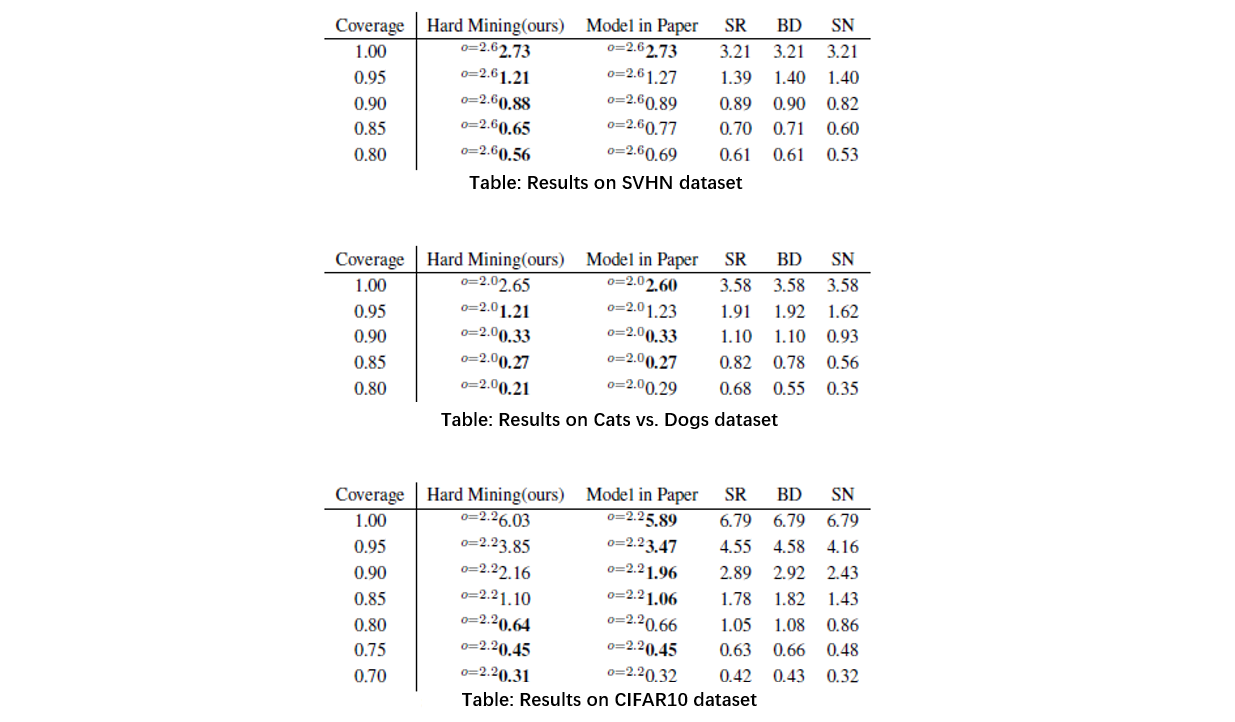 Coverage Hard Mining(ours) Model in Paper SR BD SN
1.00 o=2.6 2.73 o=2.6 2.73 3.21 3.21 3.21
0.95 o=2.6 1.21 o=2.6 1.27 1.39 1.40 1.40
0.90 o=2.6 0.88 o=2.6 0.89 0.89 0.90 0.82
0.85 o=2.6 0.65 o=2.6 0.77 0.70 0.71 0.60
0.80 o=2.6 0.56 o=2.6 0.69 0.61 0.61 0.53
Table: Results on SVHN dataset
Coverage Hard Mining(ours) Model in Paper SR BD SN
1.00 o=2.0 2.65 o=2.0 2.60 3.58 3.58 3.58
0.95 o=2.0 1.21 o=2.0 1.23 1.91 1.92 1.62
0.90 o=2.0 0.33 o=2.0 0.33 1.10 1.10 0.93
0.85 o=2.0 0.27 o=2.0 0.27 0.82 0.78 0.56
0.80 o=2.0 0.21 o=2.0 0.29 0.68 0.55 0.35
Table: Results on Cats vs. Dogs dataset
Coverage Hard Mining(ours) Model in Paper SR BD SN
1.00 o=2.2 6.03 o=2.2 5.89 6.79 6.79 6.79
0.95 o=2.2 3.85 o=2.2 3.47 4.55 4.58 4.16
0.90 o=2.2 2.16 o=2.2 1.96 2.89 2.92 2.43
0.85 o=2.2 1.10 o=2.2 1.06 1.78 1.82 1.43
0.80 o=2.2 0.64 o=2.2 0.66 1.05 1.08 0.86
0.75 o=2.2 0.45 o=2.2 0.45 0.63 0.66 0.48
0.70 o=2.2 0.31 o=2.2 0.32 0.42 0.43 0.32
Table: Results on CIFAR10 dataset